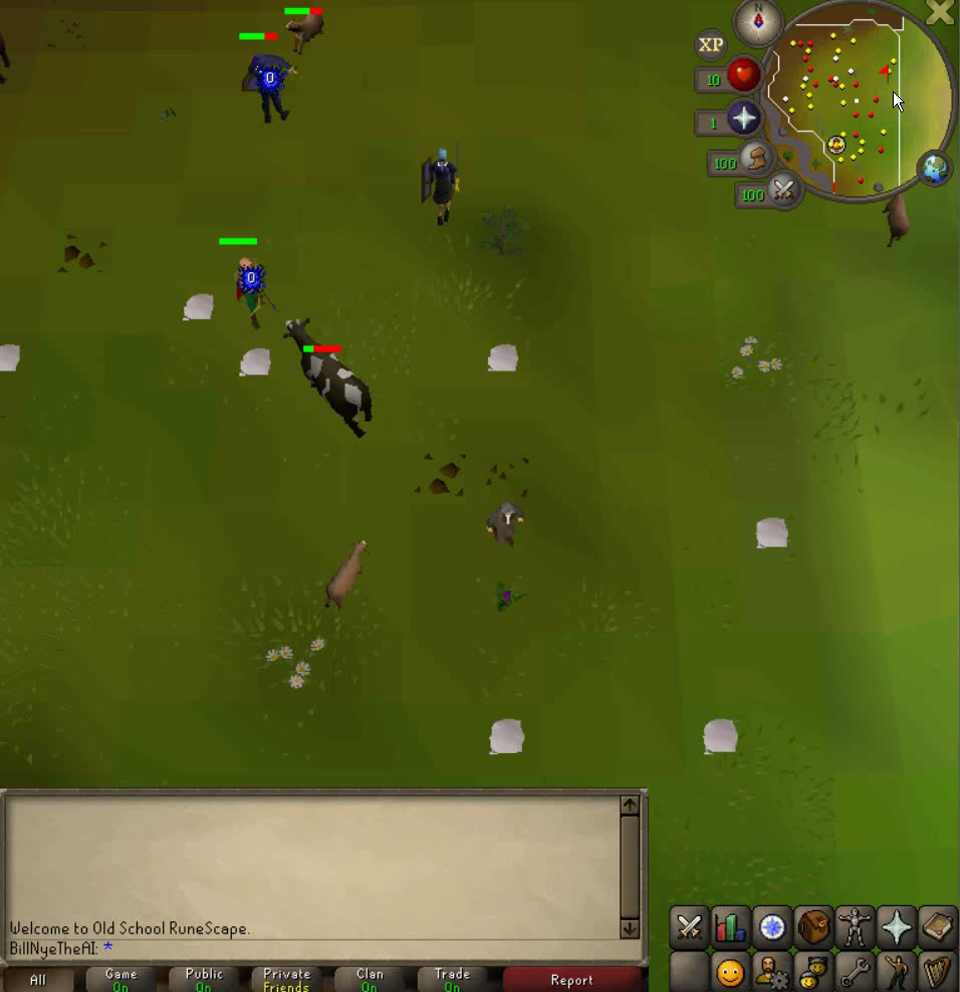 N
XP
10
1
100
100
0
0
Welcome to Old School RuneScape.
BillNyeTheAI: *
All
Game
On
Public
On
Private
Friends
Clan
On
Trade
On
Report